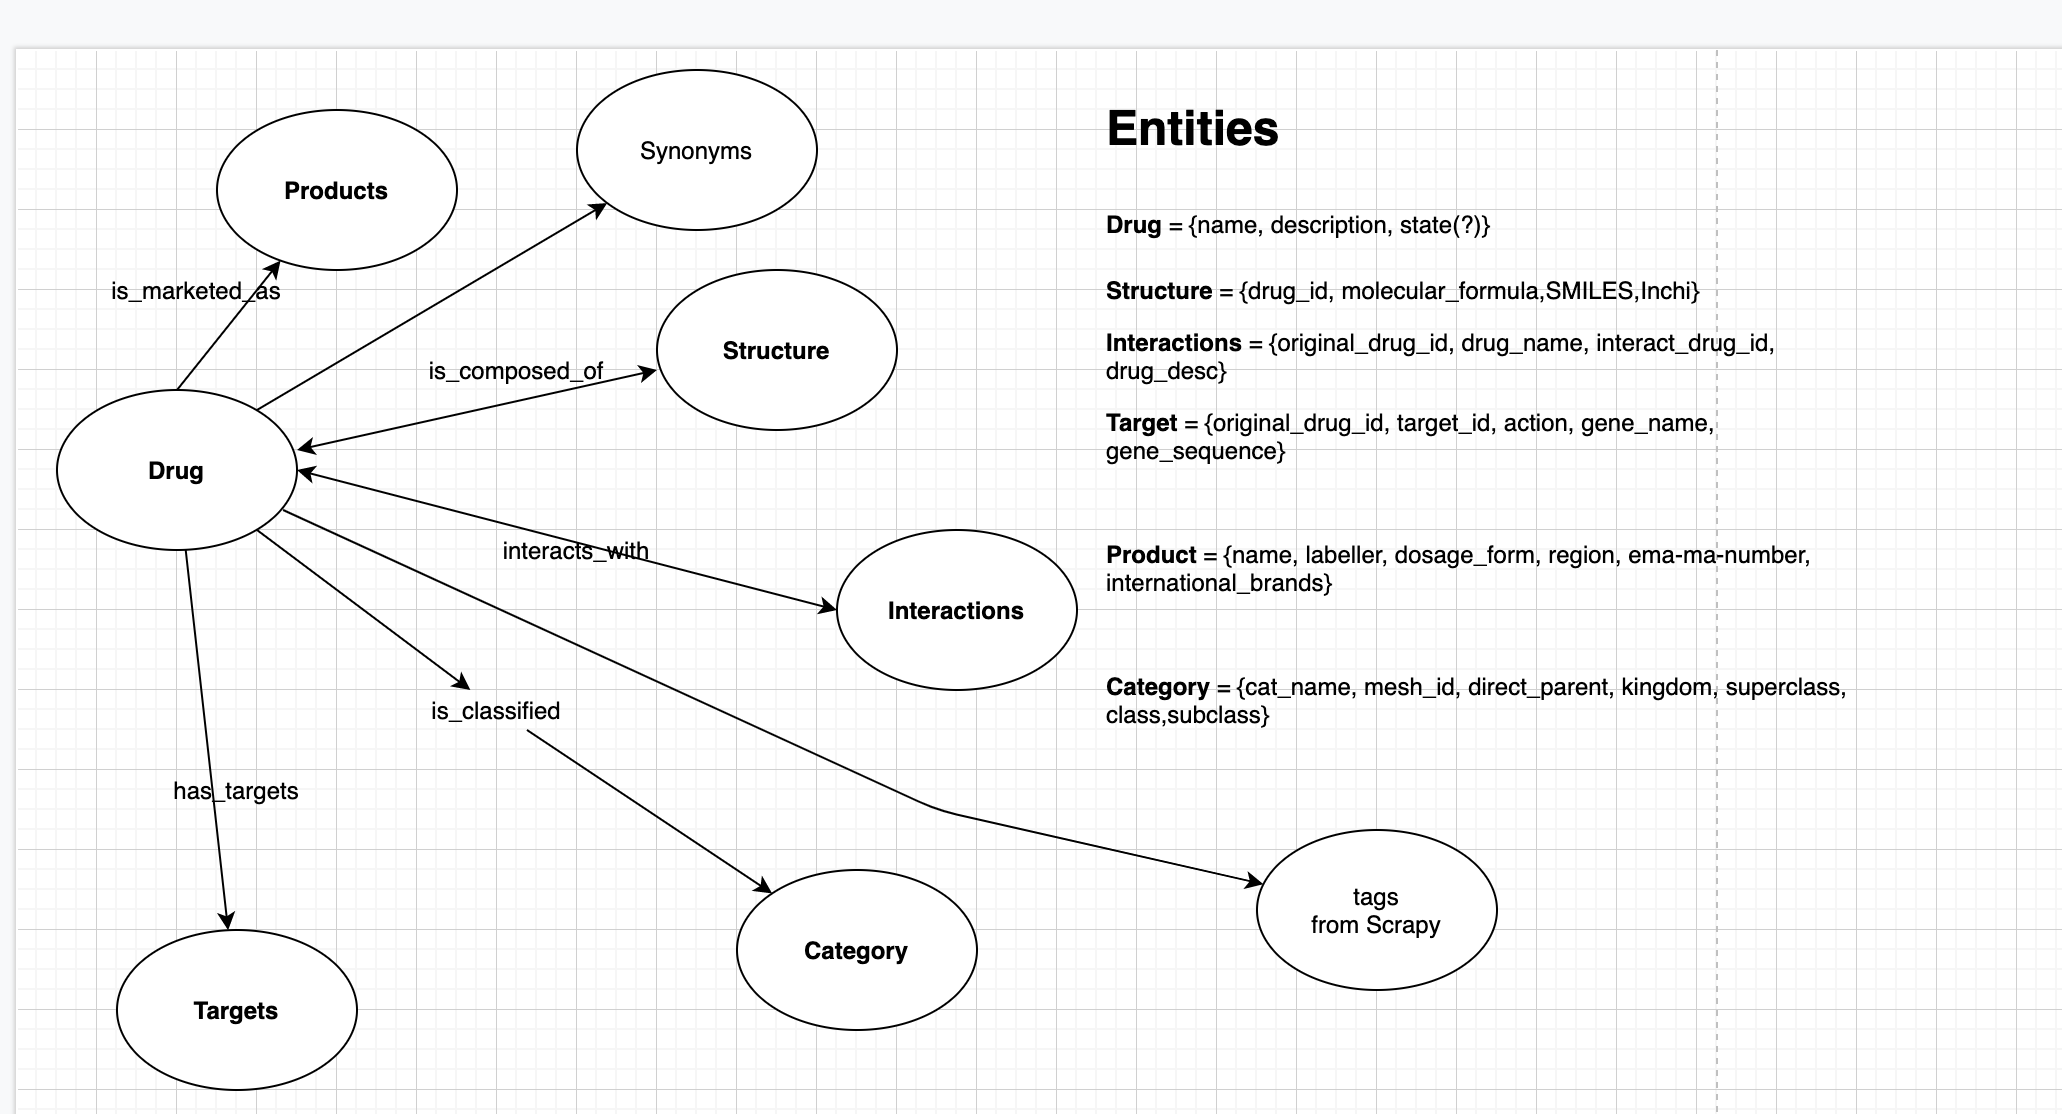 Entities
Products
Synonyms
is_marketed_as
Structure
is_composed_of
Drug
interacts_with
Interactions
is_classified
has_targets
Category
tags
from Scrapy
Targets
Drug = {name, description, state(?)}
Structure = {drug_id, molecular_formula,SMILES,Inchi}
Interactions = {original_drug_id, drug_name, interact_drug_id,
drug_desc}
Target = {original_drug_id, target_id, action, gene_name,
gene_sequence}
Product = {name, labeller, dosage_form, region, ema-ma-number,
international_brands}
Category = {cat_name, mesh_id, direct_parent, kingdom, superclass,
class,subclass}